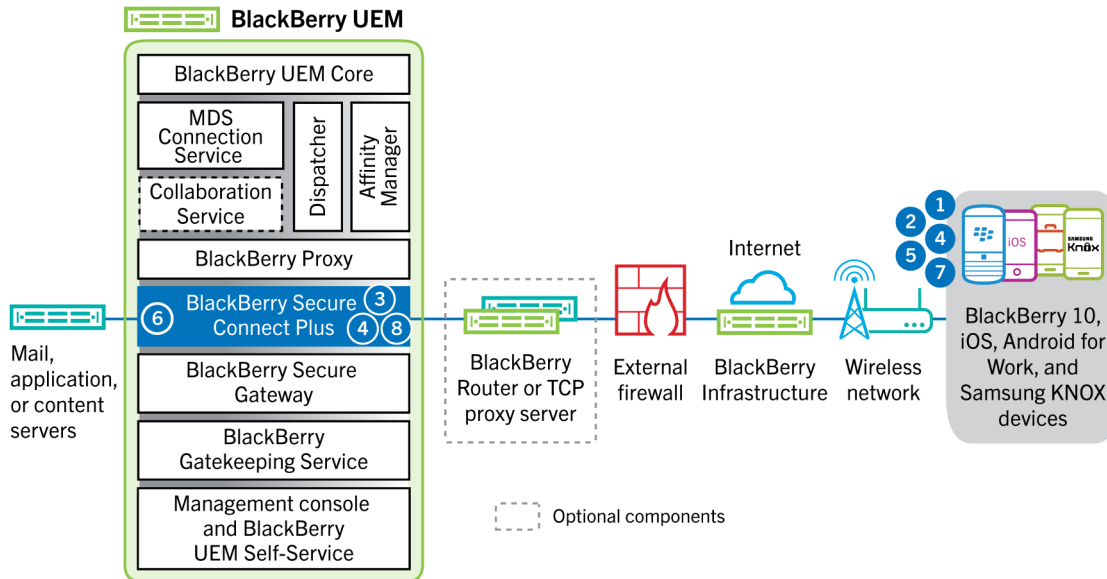 BlackBerry UEM
BlackBerry UEM Core
MDS
Connection
Service
Dispatcher
Affinity
Manager
Collaboration
Service
BlackBerry Proxy
6
BlackBerry Secure
Connect Plus
3
4
8
BlackBerry Secure
Gateway
BlackBerry
Gatekeeping Service
Management console
and BlackBerry
UEM Self-Service
Mail,
application,
or content
servers
BlackBerry
Router or TCP
proxy server
External
firewall
Internet
BlackBerry
Infrastructure
Wireless
network
1
2
4
5
7
iOS
SAMSUNG
Knox
BlackBerry 10,
iOS, Android for
Work, and
Samsung KNOX
devices
Optional components